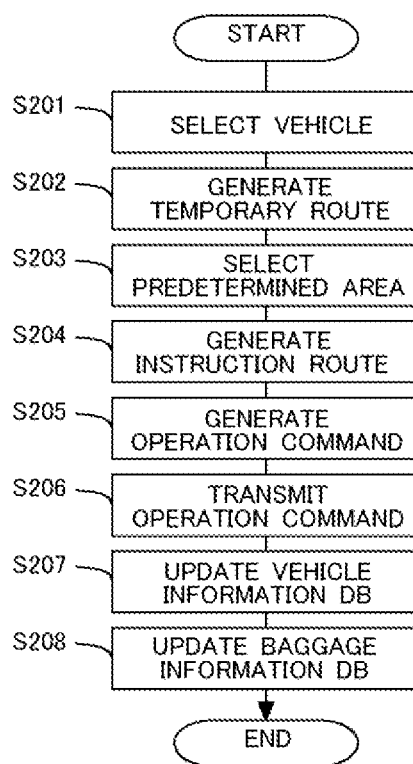 START
S201
SELECT VEHICLE
S202
GENERATE
TEMPORARY ROUTE
S203
SELECT
PREDETERMINED AREA
S204
GENERATE
INSTRUCTION ROUTE
S205
GENERATE
OPERATION COMMAND
S206
TRANSMIT
OPERATION COMMAND
S207
UPDATE VEHICLE
INFORMATION DB
S208
UPDATE BAGGAGE
INFORMATION DB
END